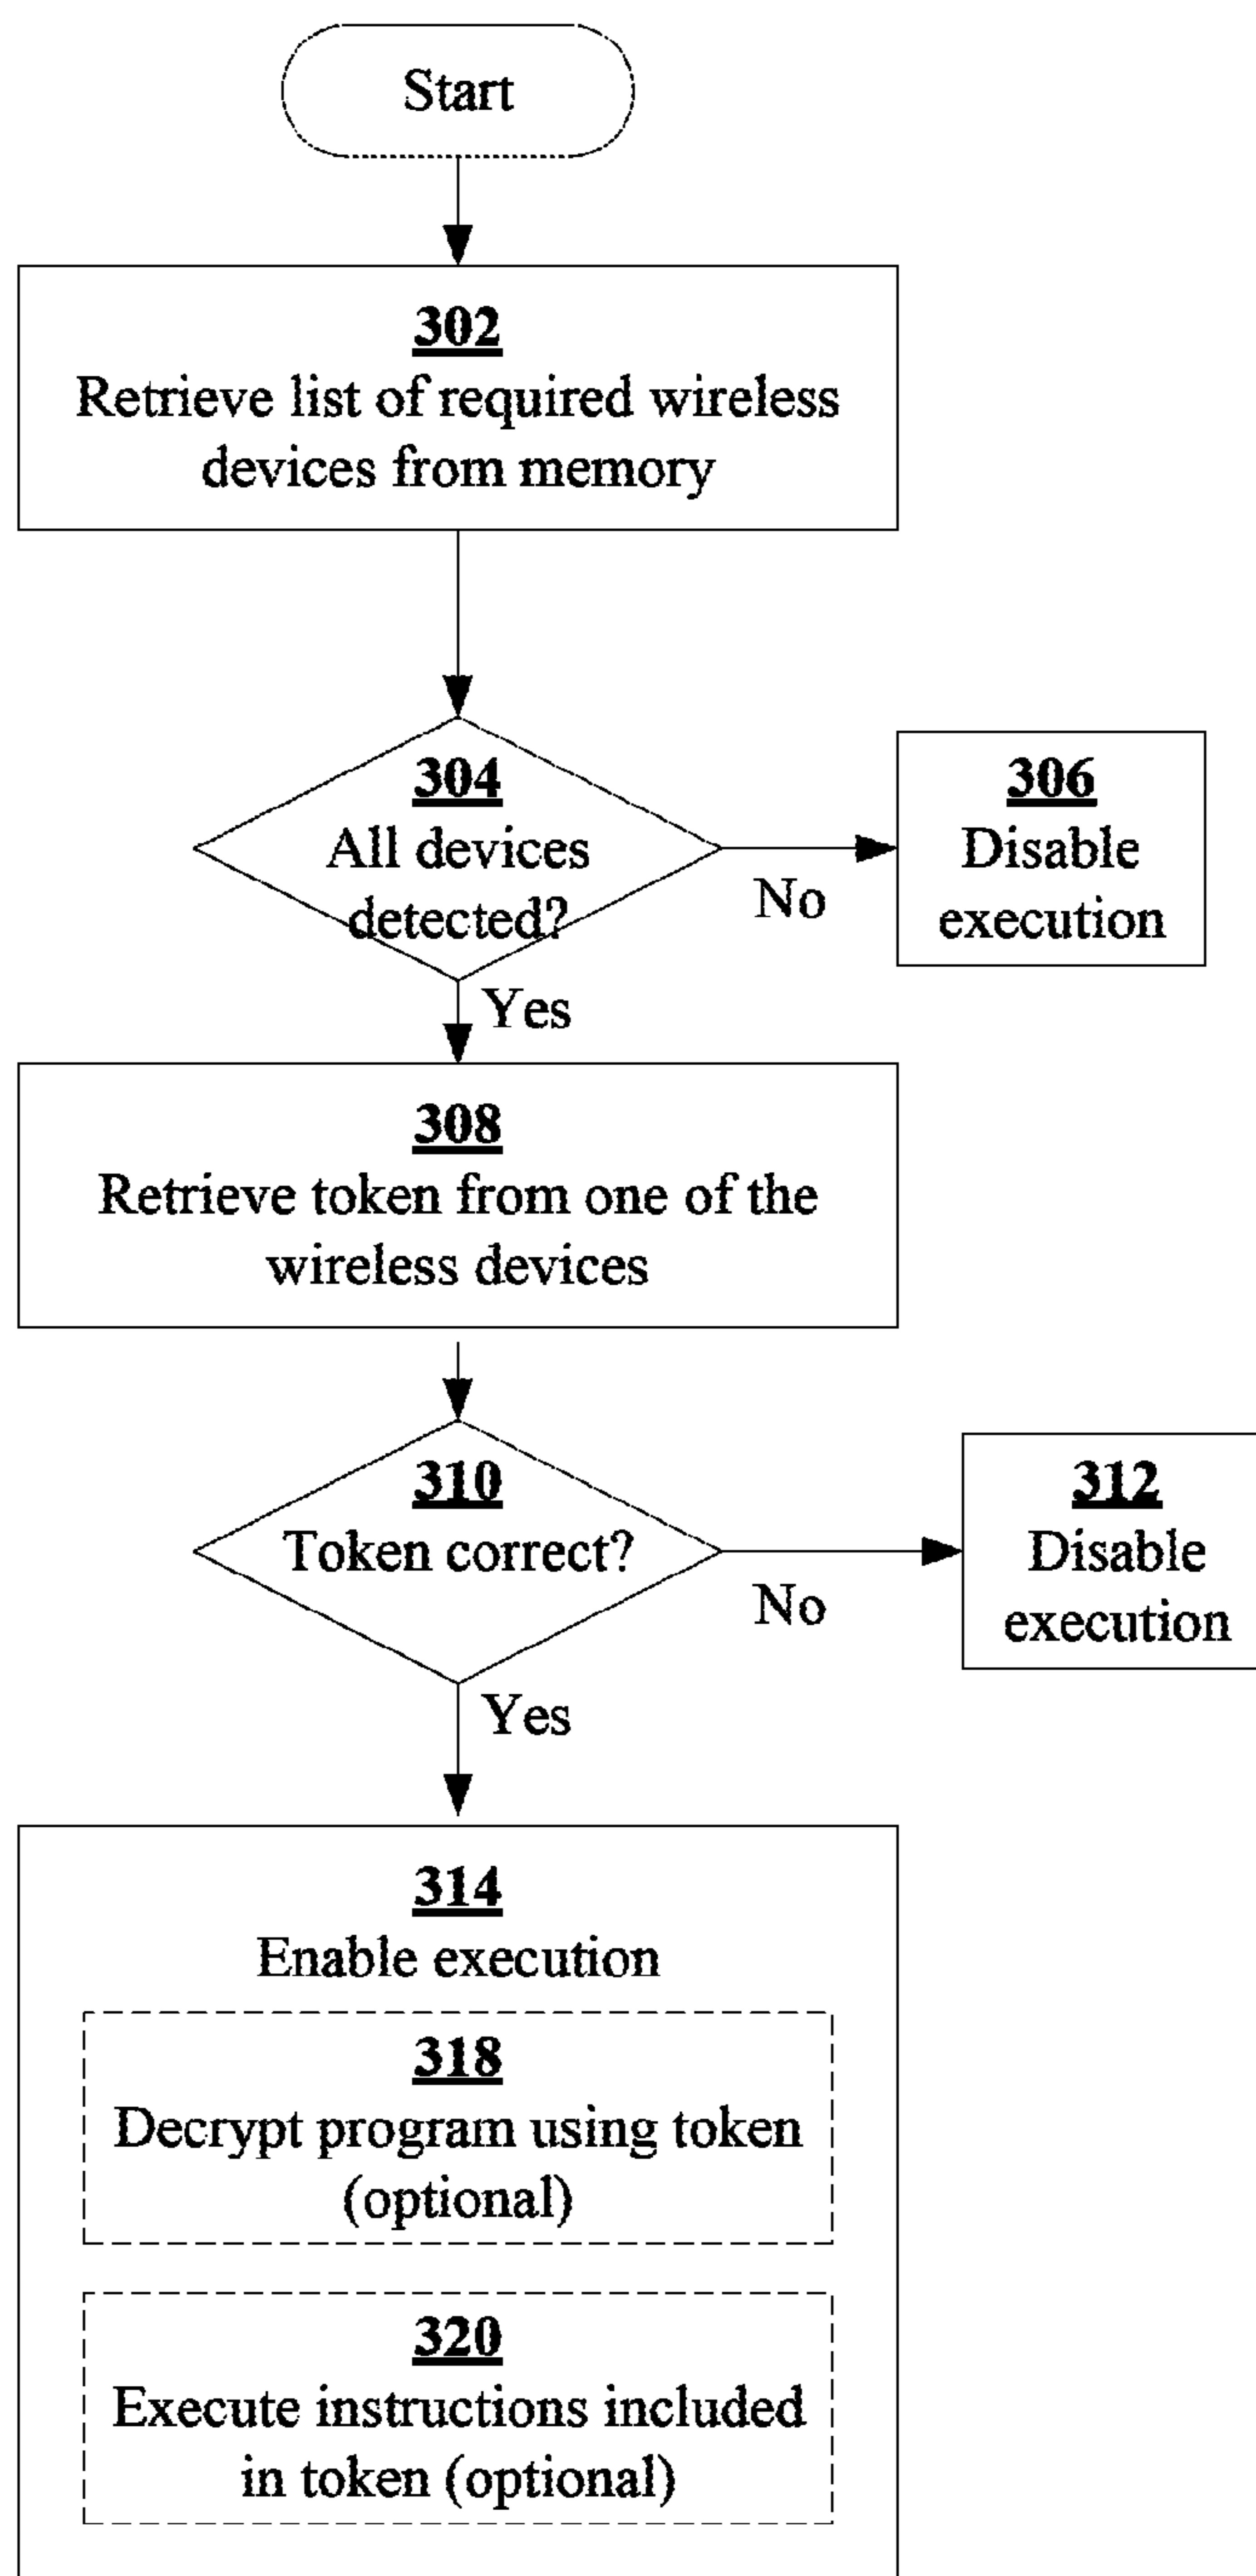 Start
302
Retrieve list of required wireless
devices from memory
304
All devices
detected?
No
306
Disable
execution
Yes
308
Retrieve token from one of the
wireless devices
310
Token correct?
No
312
Disable
execution
Yes
314
Enable execution
318
Decrypt program using token
(optional)
320
Execute instructions included
in token (optional)